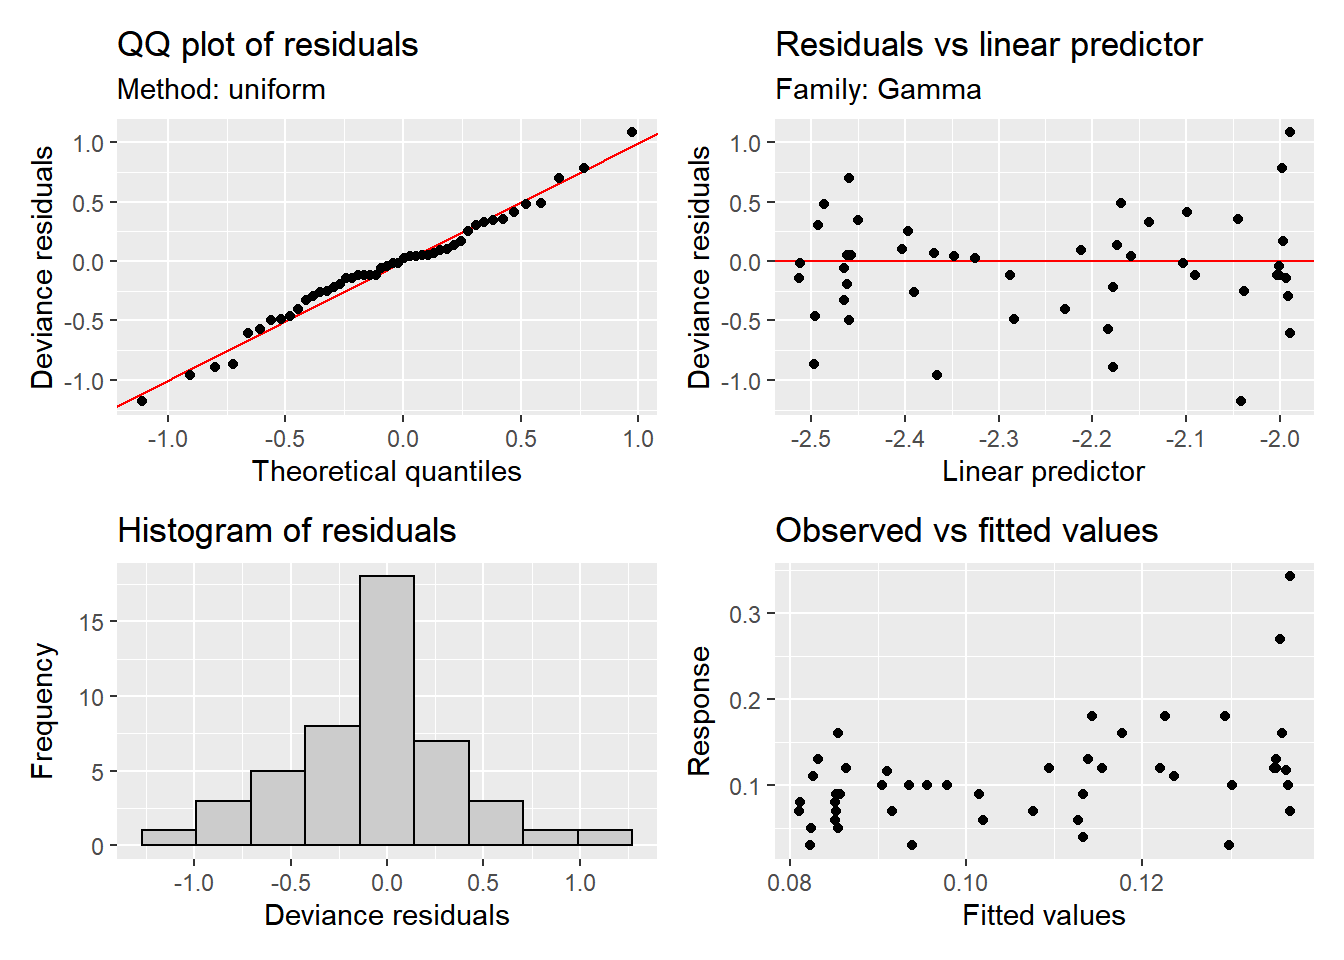 QQ plot of residuals
Method: uniform
Deviance residuals
1.0
0.5
0.0
-0.5
-1.0
-1.0 -0.5 0.0 0.5 1.0
Theoretical quantiles
Residuals vs linear predictor
Family: Gamma
Deviance residuals
1.0
0.5
0.0
-0.5
-1.0
-2.5 -2.4 -2.3 -2.2 -2.1 -2.0
Linear predictor
Histogram of residuals
Frequency
15
10
5
0
-1.0 -0.5 0.0 0.5 1.0
Deviance residuals
Observed vs fitted values
Response
0.3
0.2
0.1
0.08 0.10 0.12
Fitted values